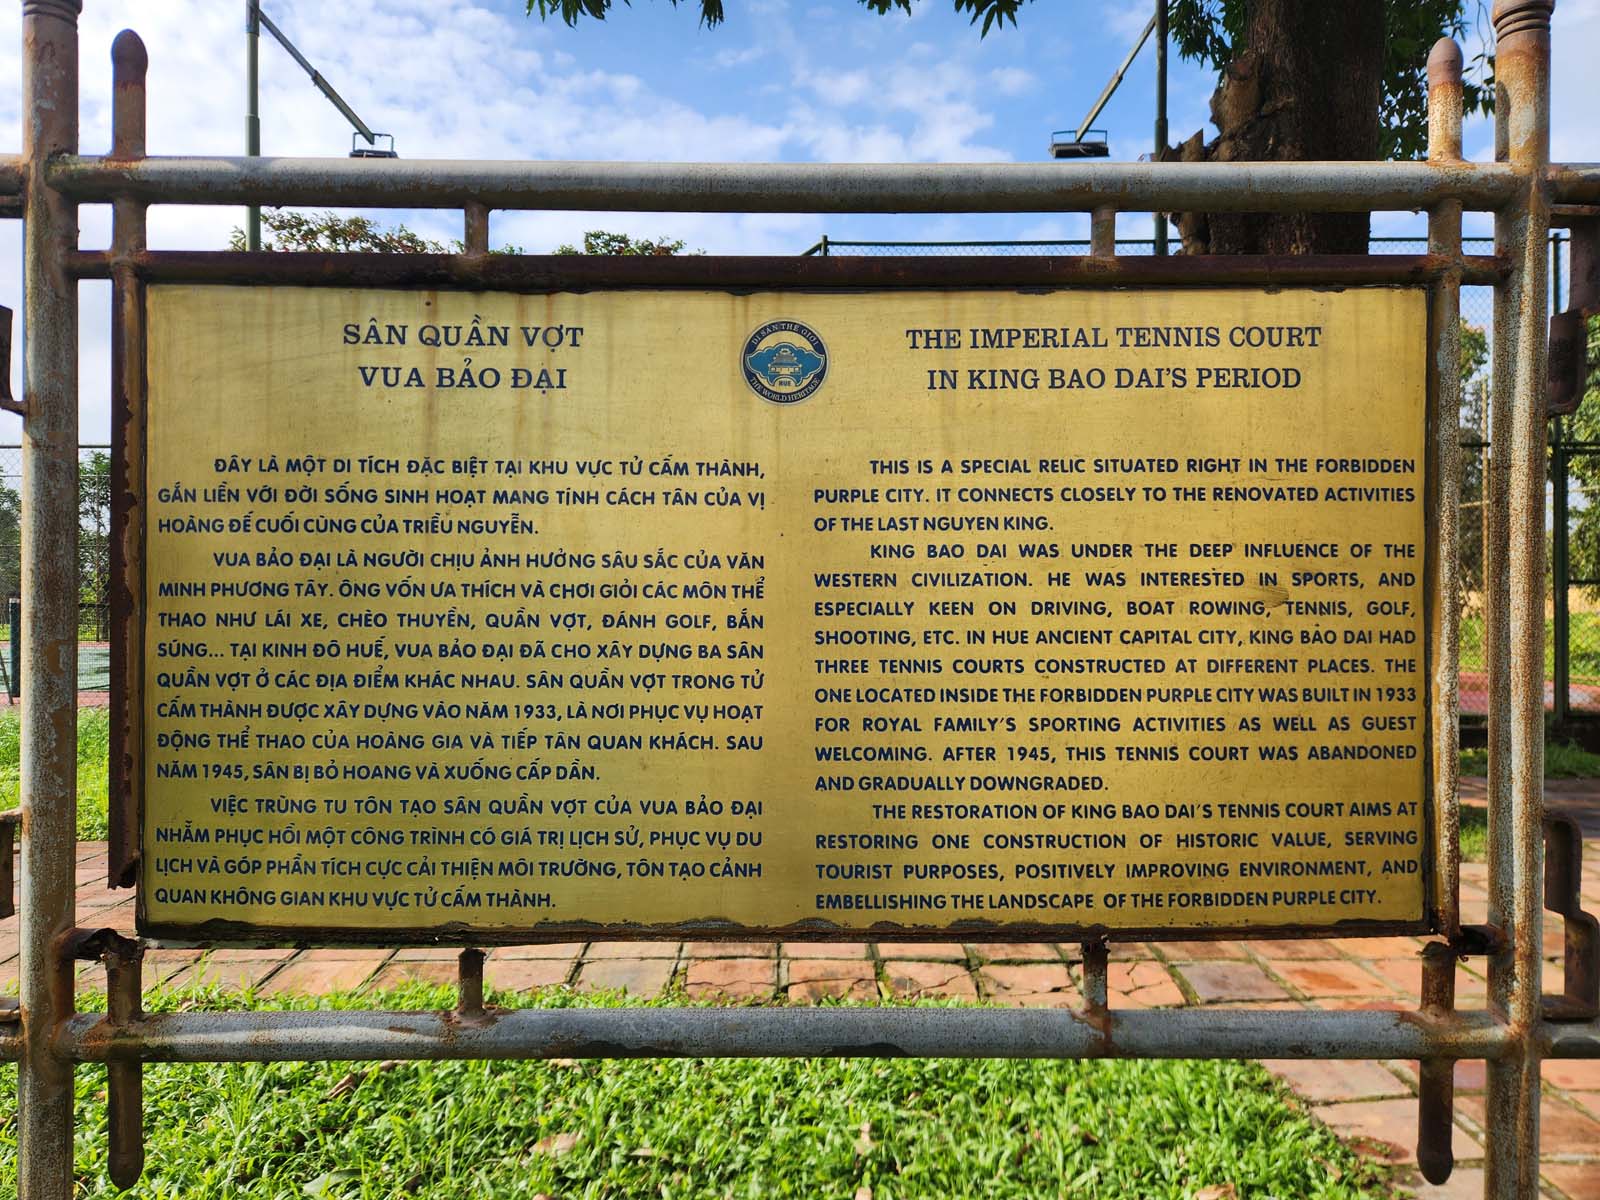 SÂN QUẦN VỢT
VUA BẢO ĐẠI
DI SẢN THẾ GIỚI
HUẾ
THE WORLD HERITAGE
THE IMPERIAL TENNIS COURT
IN KING BAO DAI'S PERIOD
ĐÂY LÀ MỘT DI TÍCH ĐẶC BIỆT TẠI KHU VỰC TỬ CẤM THÀNH,
GẮN LIỀN VỚI ĐỜI SỐNG SINH HOẠT MANG TÍNH CÁCH TÂN CỦA VỊ
HOÀNG ĐẾ CUỐI CÙNG CỦA TRIỀU NGUYỄN.
VUA BẢO ĐẠI LÀ NGƯỜI CHỊU ẢNH HƯỞNG SÂU SẮC CỦA VĂN
MINH PHƯƠNG TÂY. ÔNG VỐN ƯA THÍCH VÀ CHƠI GIỎI CÁC MÔN THỂ
THAO NHƯ LÁI XE, CHÈO THUYỀN, QUẦN VỢT, ĐÁNH GOLF, BẮN
SÚNG... TẠI KINH ĐÔ HUẾ, VUA BẢO ĐẠI ĐÃ CHO XÂY DỰNG BA SÂN
QUẦN VỢT Ở CÁC ĐỊA ĐIỂM KHÁC NHAU. SÂN QUẦN VỢT TRONG TỬ
CẤM THÀNH ĐƯỢC XÂY DỰNG VÀO NĂM 1933, LÀ NƠI PHỤC VỤ HOẠT
ĐỘNG THỂ THAO CỦA HOÀNG GIA VÀ TIẾP TÂN QUAN KHÁCH. SAU
NĂM 1945, SÂN BỊ BỎ HOANG VÀ XUỐNG CẤP DẦN.
VIỆC TRÙNG TU TÔN TẠO SÂN QUẦN VỢT CỦA VUA BẢO ĐẠI
NHẰM PHỤC HỒI MỘT CÔNG TRÌNH CÓ GIÁ TRỊ LỊCH SỬ, PHỤC VỤ DU
LỊCH VÀ GÓP PHẦN TÍCH CỰC CẢI THIỆN MÔI TRƯỜNG, TÔN TẠO CẢNH
QUAN KHÔNG GIAN KHU VỰC TỬ CẤM THÀNH.
THIS IS A SPECIAL RELIC SITUATED RIGHT IN THE FORBIDDEN
PURPLE CITY. IT CONNECTS CLOSELY TO THE RENOVATED ACTIVITIES
OF THE LAST NGUYEN KING.
KING BAO DAI WAS UNDER THE DEEP INFLUENCE OF THE
WESTERN CIVILIZATION. HE WAS INTERESTED IN SPORTS, AND
ESPECIALLY KEEN ON DRIVING, BOAT ROWING, TENNIS, GOLF,
SHOOTING, ETC. IN HUE ANCIENT CAPITAL CITY, KING BAO DAI HAD
THREE TENNIS COURTS CONSTRUCTED AT DIFFERENT PLACES. THE
ONE LOCATED INSIDE THE FORBIDDEN PURPLE CITY WAS BUILT IN 1933
FOR ROYAL FAMILY'S SPORTING ACTIVITIES AS WELL AS GUEST
WELCOMING. AFTER 1945, THIS TENNIS COURT WAS ABANDONED
AND GRADUALLY DOWNGRADED.
THE RESTORATION OF KING BAO DAI'S TENNIS COURT AIMS AT
RESTORING ONE CONSTRUCTION OF HISTORIC VALUE, SERVING
TOURIST PURPOSES, POSITIVELY IMPROVING ENVIRONMENT, AND
EMBELLISHING THE LANDSCAPE OF THE FORBIDDEN PURPLE CITY.